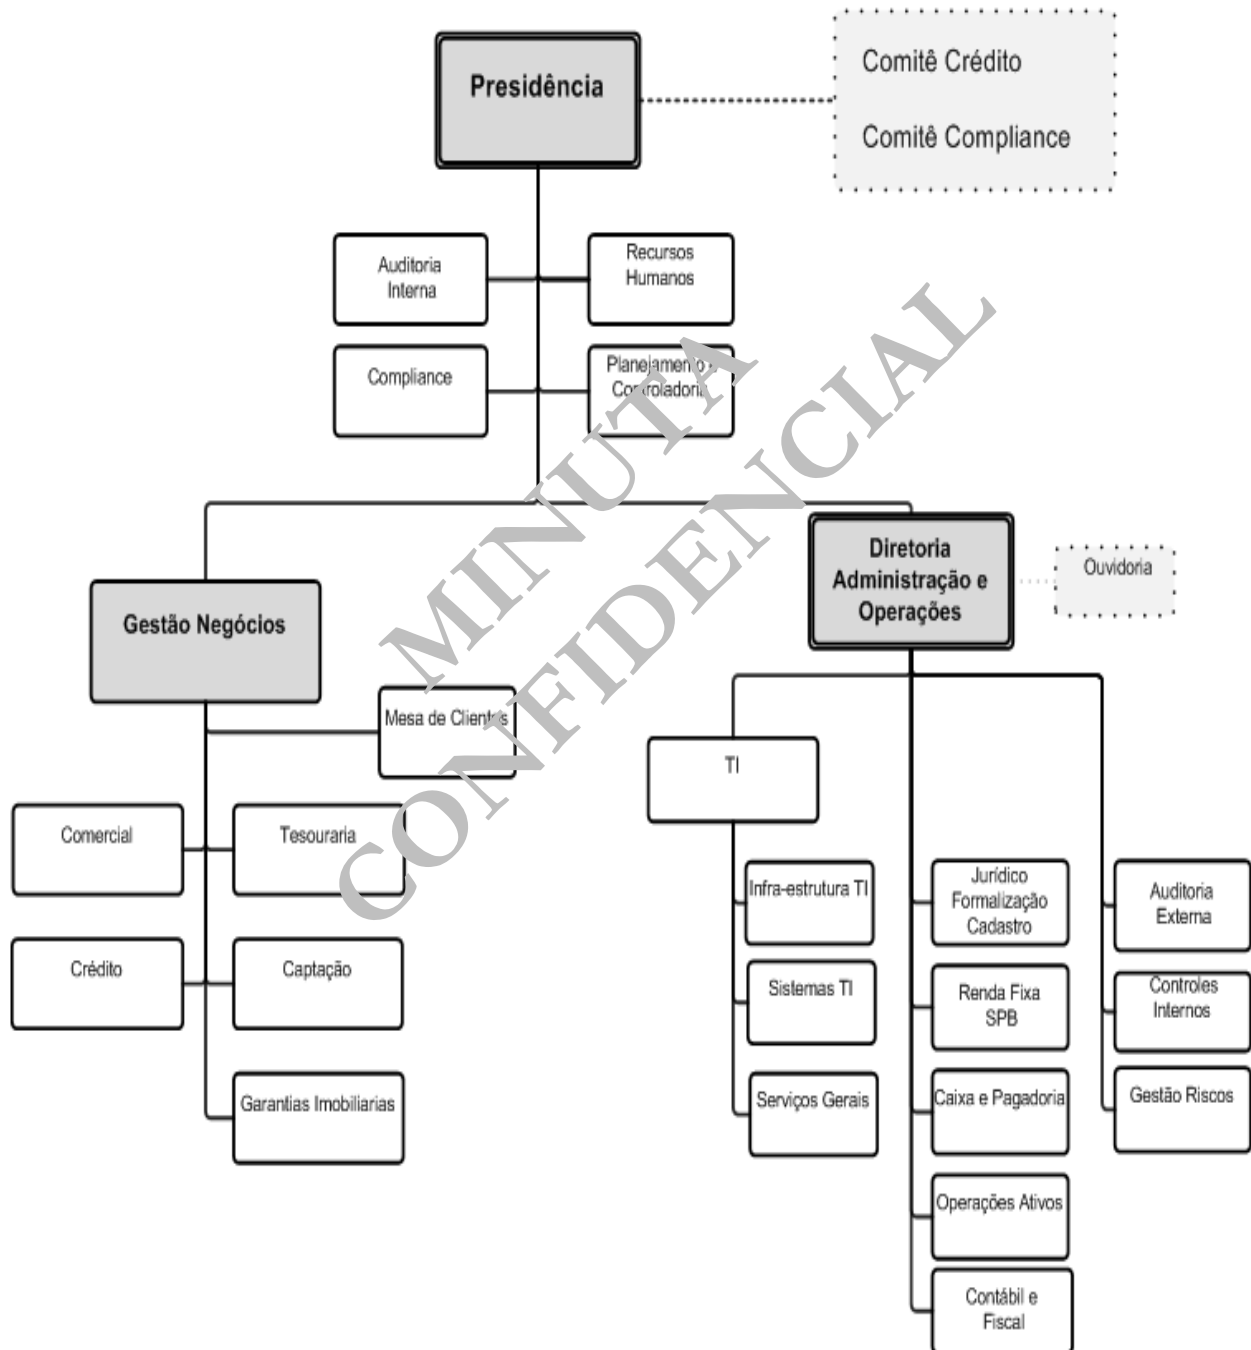 Presidência
Comitê Crédito
Comitê Compliance
Auditoria
Interna
Recursos
Humanos
Compliance
Planejamento e
Controladoria
Gestão Negócios
Diretoria
Administração e
Operações
Ouvidoria
Mesa de Clientes
TI
Comercial
Tesouraria
Crédito
Captação
Garantias Imobiliarias
Infra-estrutura TI
Sistemas TI
Serviços Gerais
Jurídico
Formalização
Cadastro
Renda Fixa
SPB
Caixa e Pagadoria
Operações Ativos
Contábil e
Fiscal
Auditoria
Externa
Controles
Internos
Gestão Riscos
MINUTA
CONFIDENCIAL